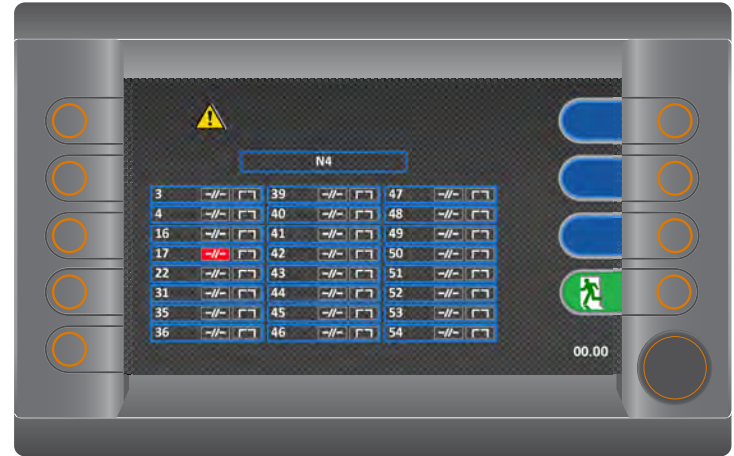 N4
3 -//- 39 -//- 47 -//-
4 -//- 40 -//- 48 -//-
16 -//- 41 -//- 49 -//-
17 -//- 42 -//- 50 -//-
22 -//- 43 -//- 51 -//-
31 -//- 44 -//- 52 -//-
35 -//- 45 -//- 53 -//-
36 -//- 46 -//- 54 -//-
00.00